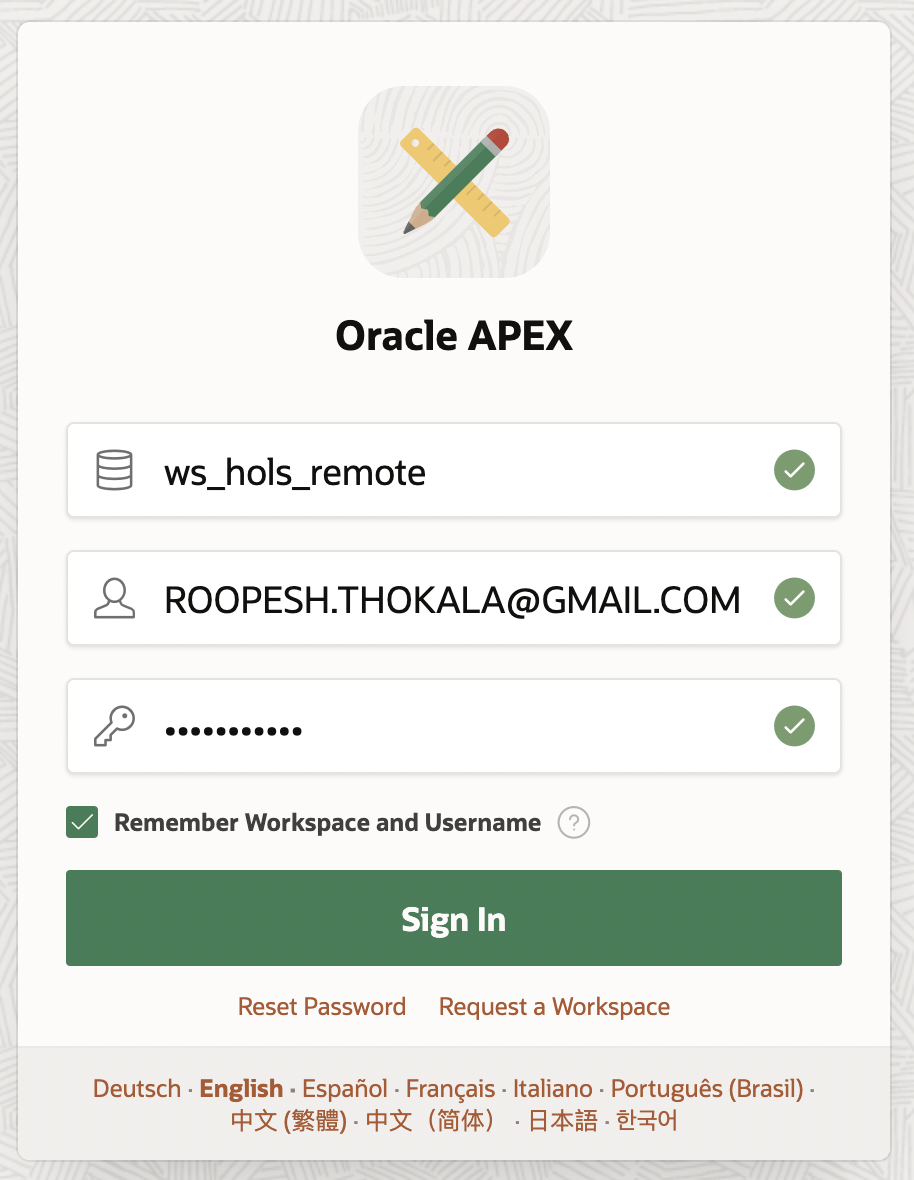 Oracle APEX
ws_hols_remote
ROOPESH.THOKALA@GMAIL.COM
•••••••••••
Remember Workspace and Username ?
Sign In
Reset Password Request a Workspace
Deutsch · English · Español · Français · Italiano · Português (Brasil) ·
中文 (繁體) · 中文（简体） · 日本語 · 한국어